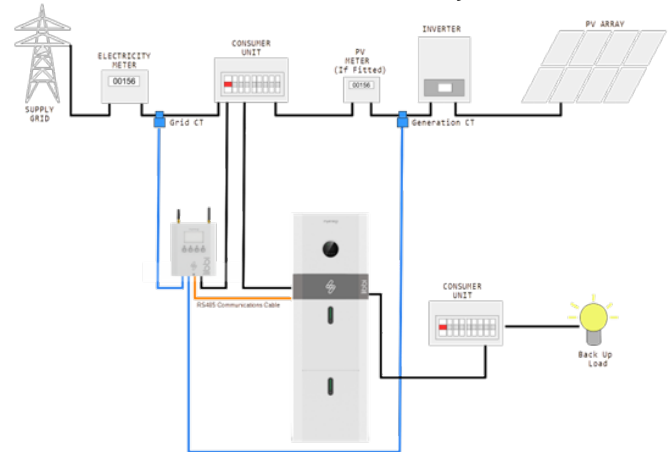 ELECTRICITY
METER
00156
SUPPLY
GRID
Grid CT
CONSUMER
UNIT
PV
METER
(If Fitted)
00156
INVERTER
Generation CT
PV ARRAY
RS485 Communications Cable
CONSUMER
UNIT
Back Up
Load